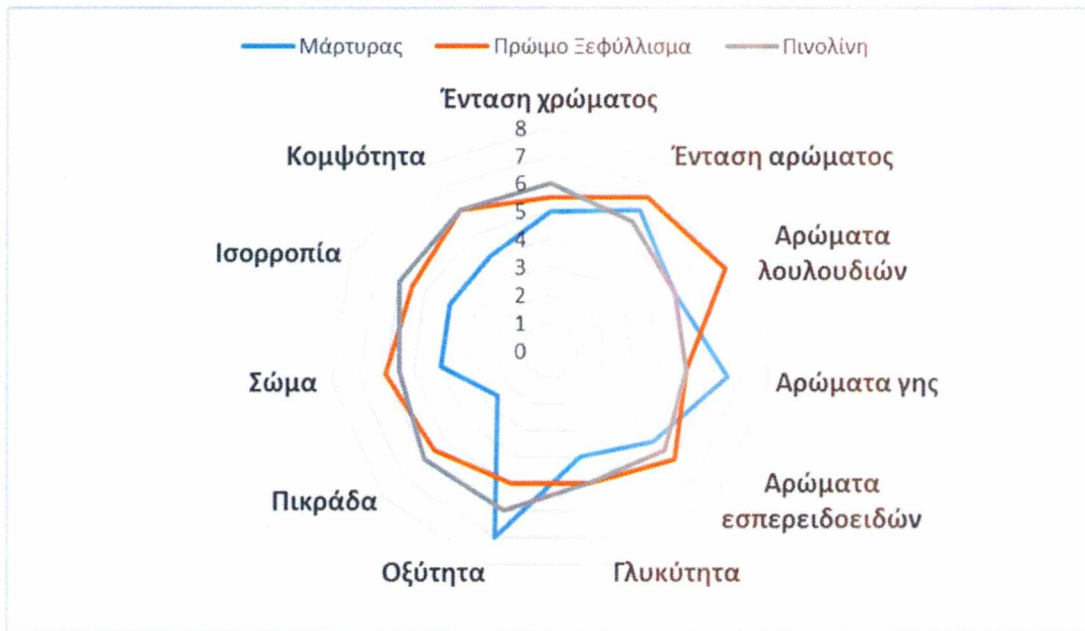 Μάρτυρας Πρώιμο Ξεφύλλισμα Πινολίνη
Ένταση χρώματος
Κομψότητα
Ένταση αρώματος
Ισορροπία
Αρώματα
λουλουδιών
Σώμα
Αρώματα γης
Πικράδα
Αρώματα
εσπερειδοειδών
Οξύτητα
Γλυκύτητα
8
7
6
5
4
3
2
1
0